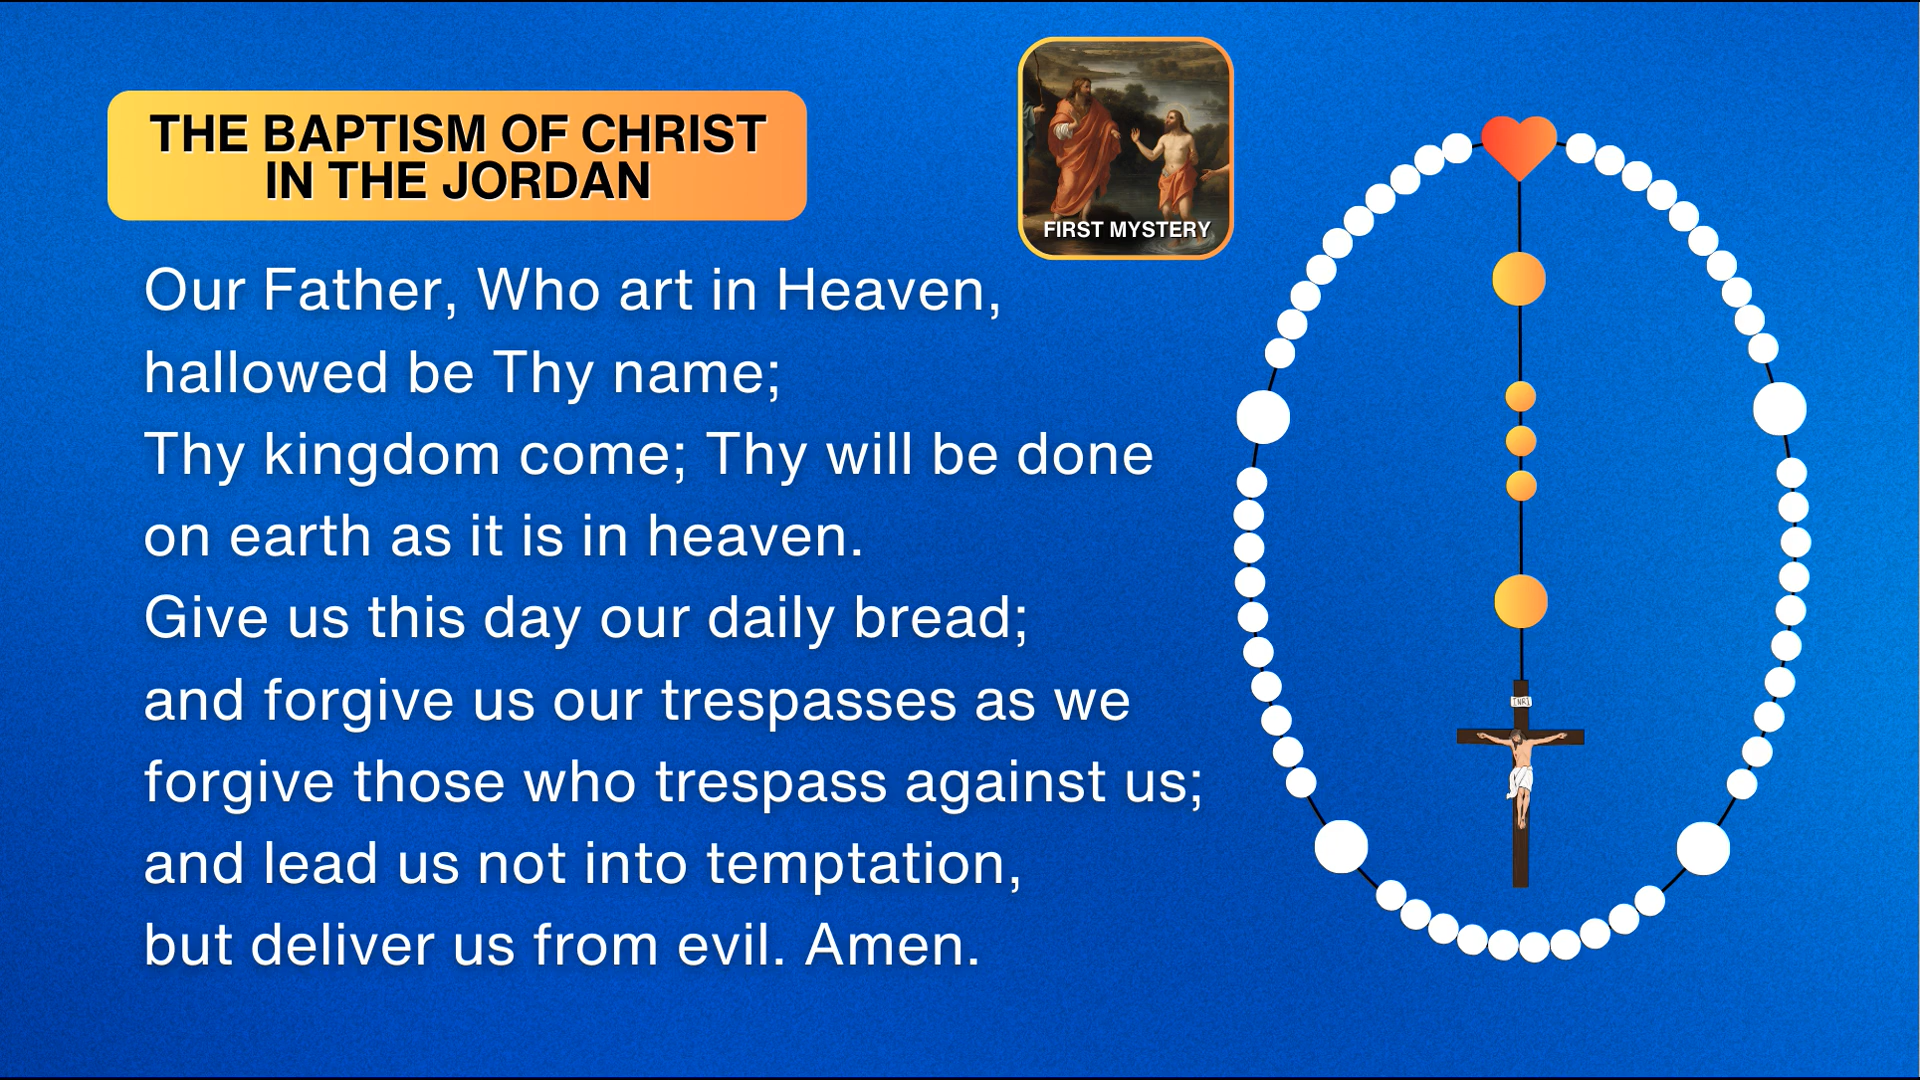 THE BAPTISM OF CHRIST
IN THE JORDAN
FIRST MYSTERY
Our Father, Who art in Heaven,
hallowed be Thy name;
Thy kingdom come; Thy will be done
on earth as it is in heaven.
Give us this day our daily bread;
and forgive us our trespasses as we
forgive those who trespass against us;
and lead us not into temptation,
but deliver us from evil. Amen.
INRI